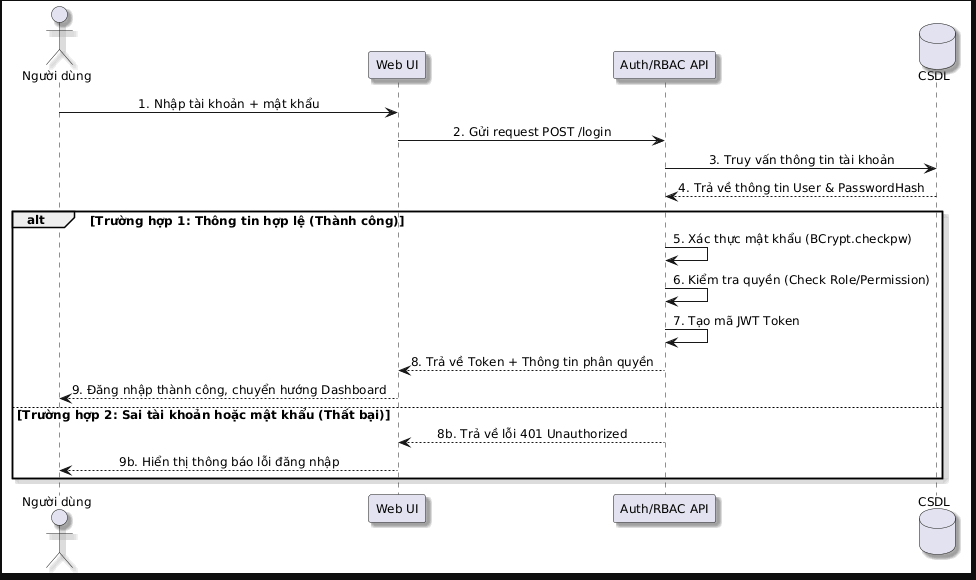 Người dùng
Web UI
Auth/RBAC API
CSDL
1. Nhập tài khoản + mật khẩu
2. Gửi request POST /login
3. Truy vấn thông tin tài khoản
4. Trả về thông tin User & PasswordHash
alt [Trường hợp 1: Thông tin hợp lệ (Thành công)]
5. Xác thực mật khẩu (BCrypt.checkpw)
6. Kiểm tra quyền (Check Role/Permission)
7. Tạo mã JWT Token
8. Trả về Token + Thông tin phân quyền
9. Đăng nhập thành công, chuyển hướng Dashboard
[Trường hợp 2: Sai tài khoản hoặc mật khẩu (Thất bại)]
8b. Trả về lỗi 401 Unauthorized
9b. Hiển thị thông báo lỗi đăng nhập
Người dùng
Web UI
Auth/RBAC API
CSDL